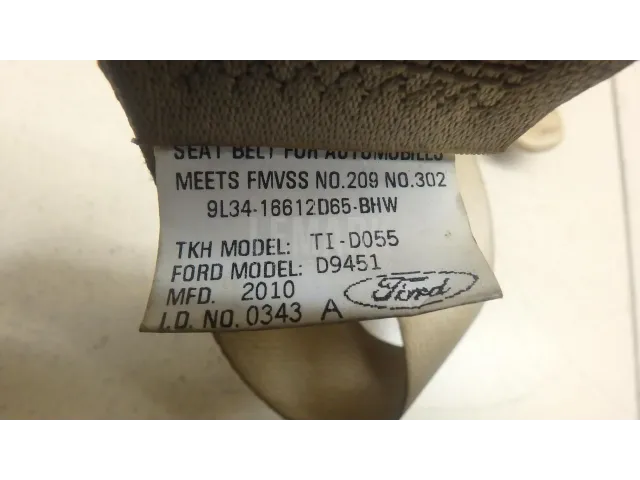 SEAT BELT FOR AUTOMOBILES
MEETS FMVSS NO.209 NO.302
9L34-16612D65-BHW
TKH MODEL: TI-D055
FORD MODEL: D9451
MFD. 2010
Ford
I.D. NO. 0343 A